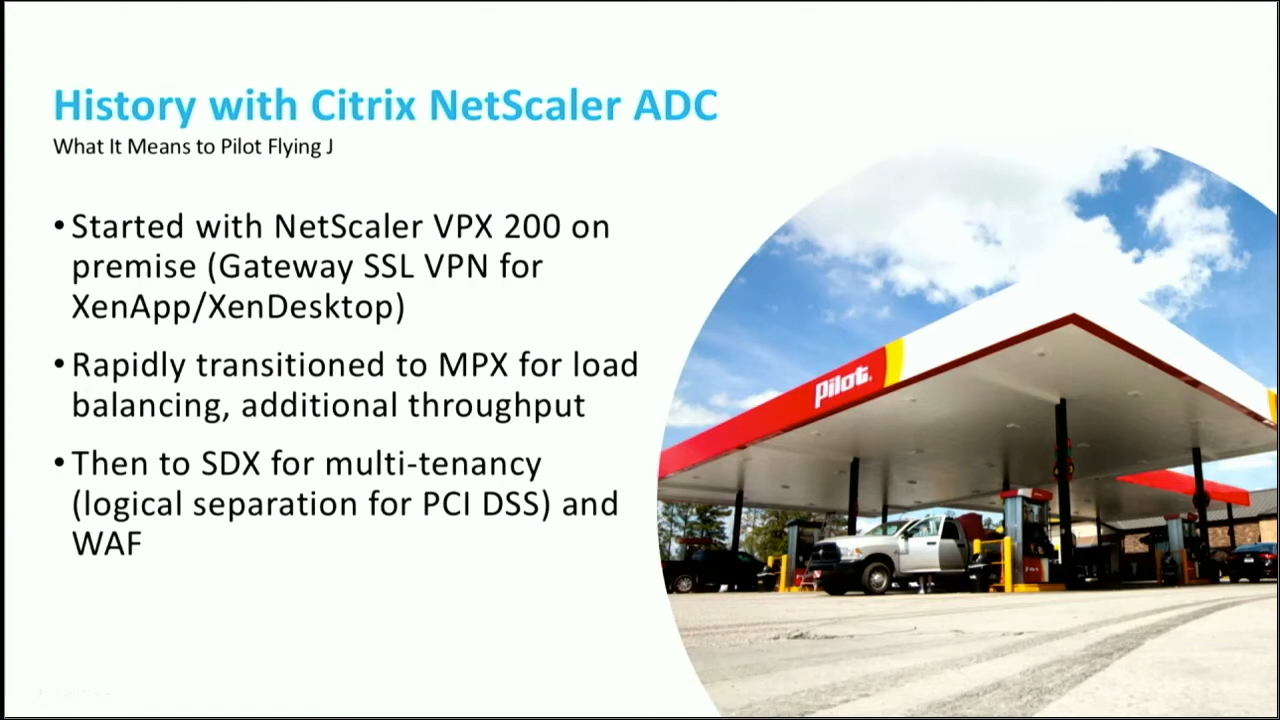 History with Citrix NetScaler ADC
What It Means to Pilot Flying J
• Started with NetScaler VPX 200 on
premise (Gateway SSL VPN for
XenApp/XenDesktop)
• Rapidly transitioned to MPX for load
balancing, additional throughput
• Then to SDX for multi-tenancy
(logical separation for PCI DSS) and
WAF
Pilot